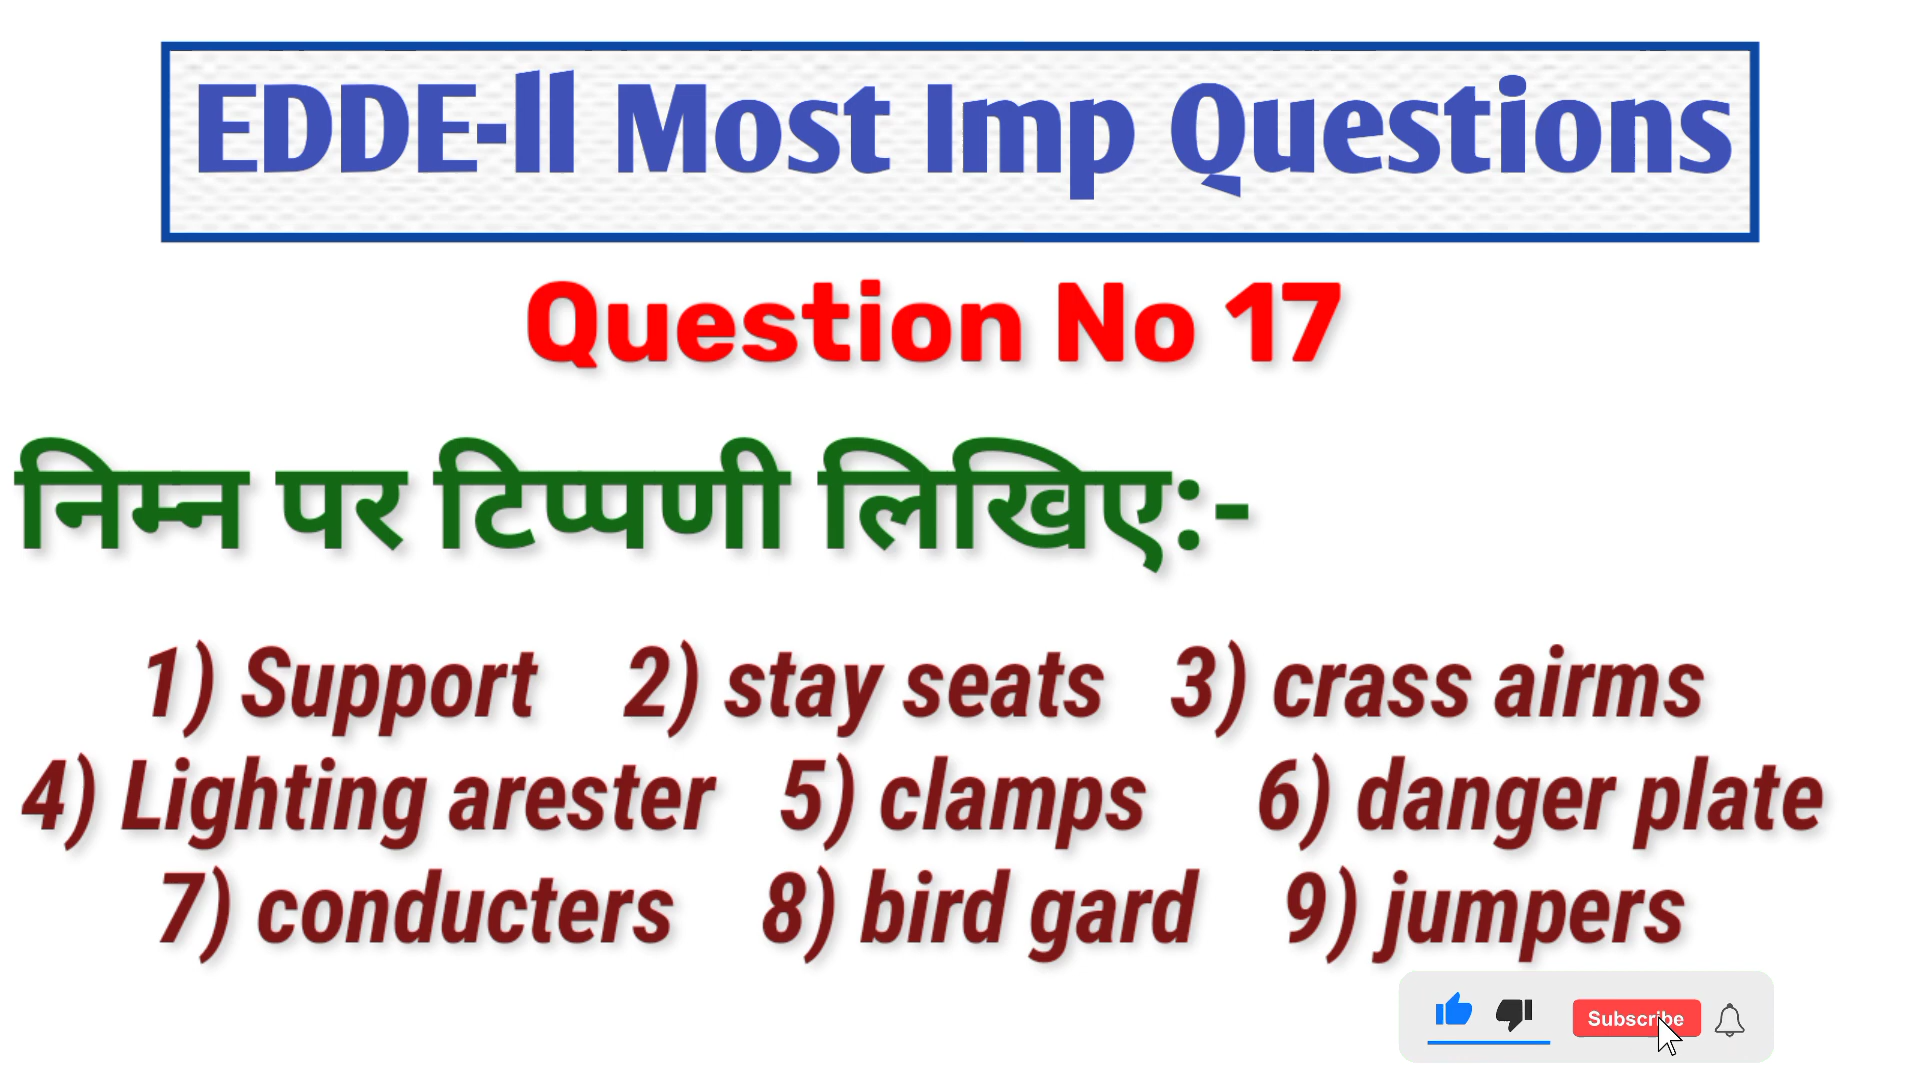 EDDE-ll Most Imp Questions
Question No 17
निम्न पर टिप्पणी लिखिए:-
1) Support 2) stay seats 3) crass airms
4) Lighting arester 5) clamps 6) danger plate
7) conducters 8) bird gard 9) jumpers
Subscribe